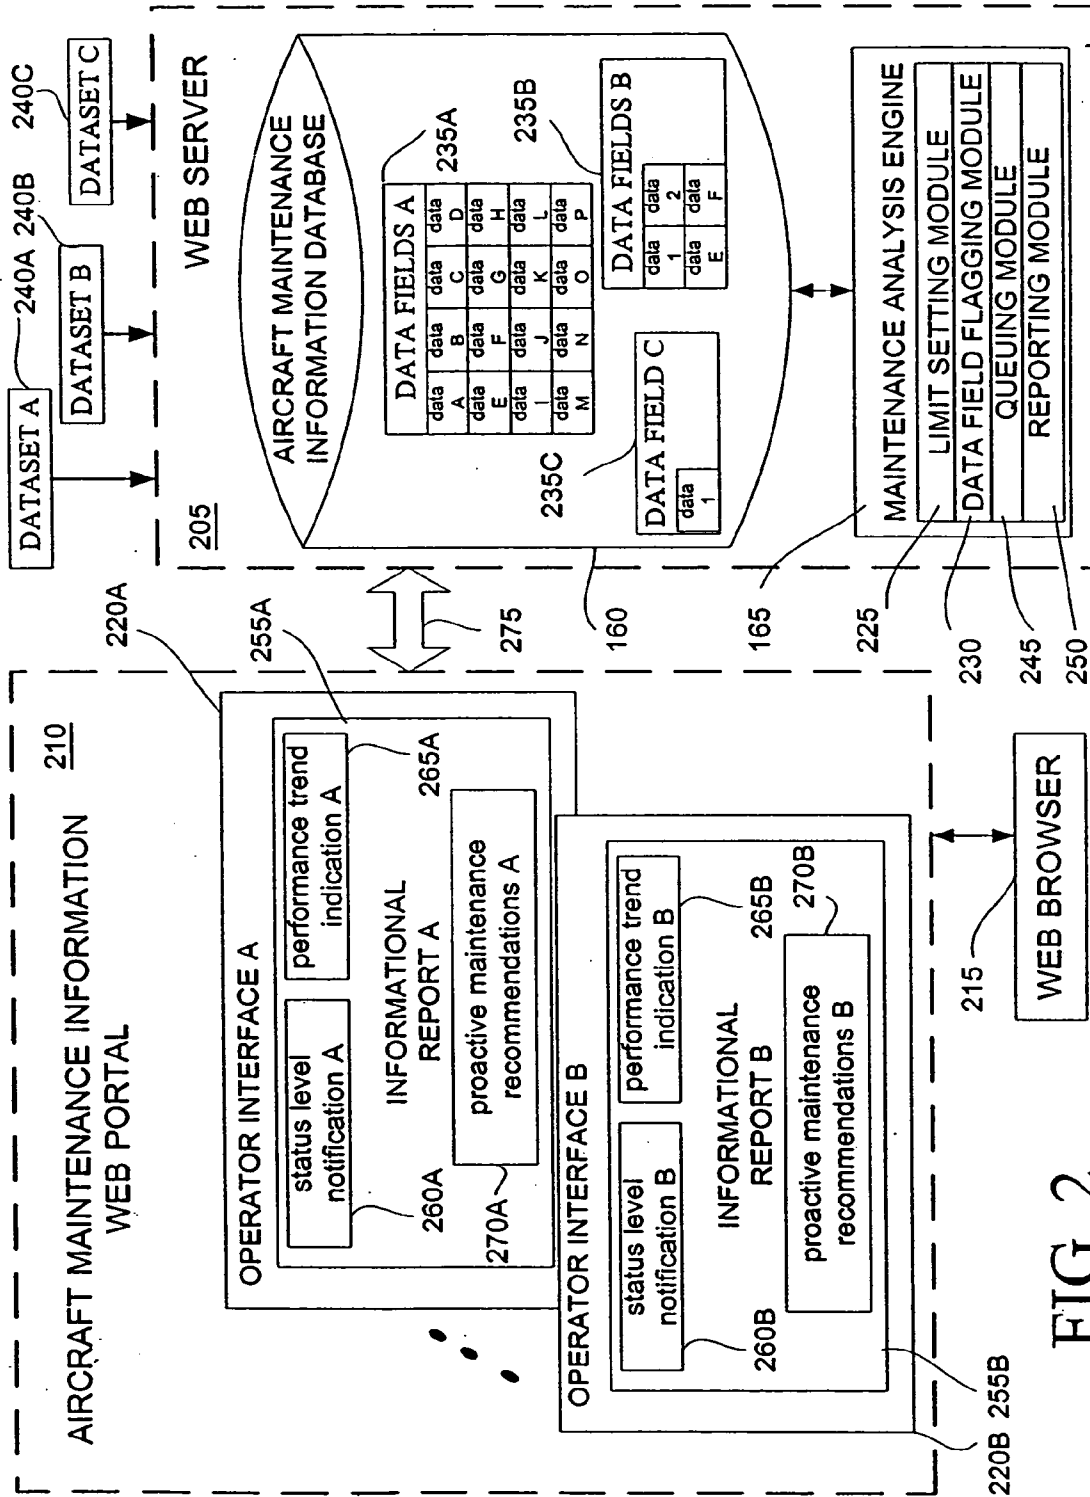 AIRCRAFT MAINTENANCE INFORMATION
WEB PORTAL
210
220A
OPERATOR INTERFACE A
255A
status level
notification A
performance trend
indication A
260A
INFORMATIONAL
REPORT A
265A
proactive maintenance
recommendations A
270A
OPERATOR INTERFACE B
status level
notification B
performance trend
indication B
260B
INFORMATIONAL
REPORT B
265B
270B
proactive maintenance
recommendations B
220B
255B
215
WEB BROWSER
275
DATASET A
240A
DATASET B
240B
DATASET C
240C
205
WEB SERVER
AIRCRAFT MAINTENANCE
INFORMATION DATABASE
DATA FIELDS A
235A
data data data data
A B C D
data data data data
E F G H
data data data data
I J K L
data data data data
M N O P
235C
DATA FIELD C
data
1
235B
DATA FIELDS B
data data
1 2
data data
E F
160
165
MAINTENANCE ANALYSIS ENGINE
225
LIMIT SETTING MODULE
230
DATA FIELD FLAGGING MODULE
245
QUEUING MODULE
250
REPORTING MODULE
FIG. 2